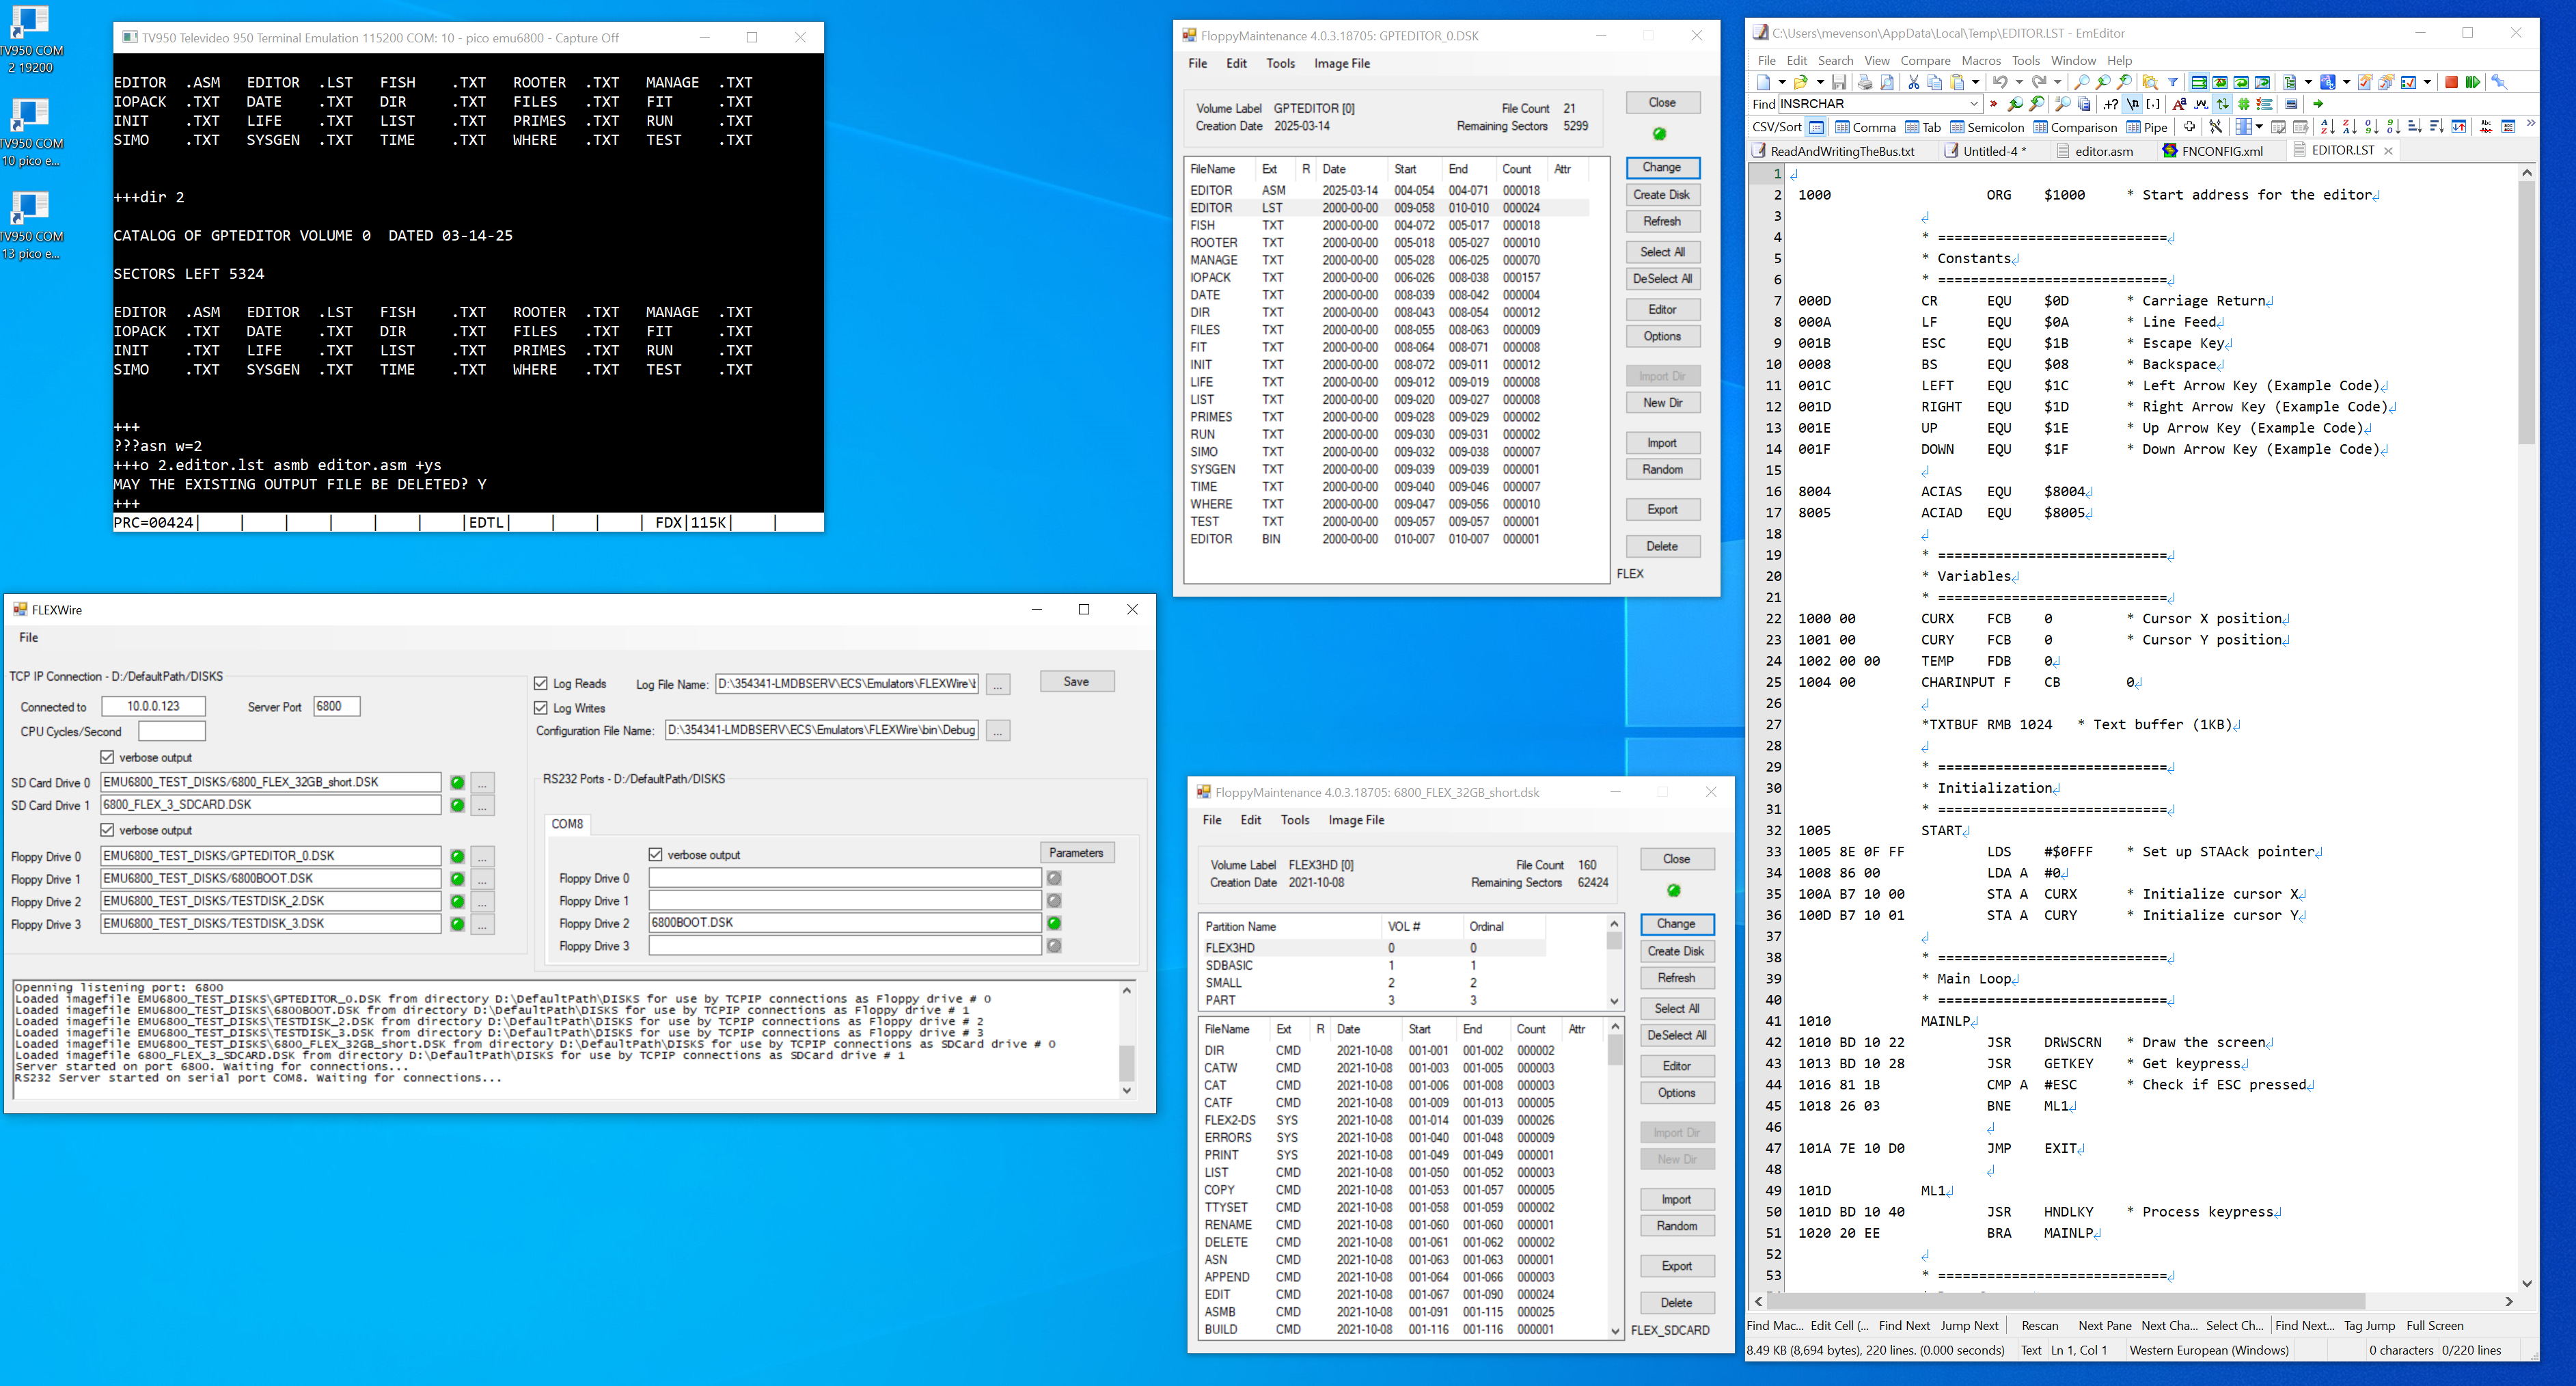 TV950 COM
2 19200
TV950 COM
10 pico e...
TV950 COM
13 pico e...
TV950 Televideo 950 Terminal Emulation 115200 COM: 10 - pico emu6800 - Capture Off
EDITOR .ASM EDITOR .LST FISH .TXT ROOTER .TXT MANAGE .TXT
IOPACK .TXT DATE .TXT DIR .TXT FILES .TXT FIT .TXT
INIT .TXT LIFE .TXT LIST .TXT PRIMES .TXT RUN .TXT
SIMO .TXT SYSGEN .TXT TIME .TXT WHERE .TXT TEST .TXT
+++dir 2
CATALOG OF GPTEDITOR VOLUME 0 DATED 03-14-25
SECTORS LEFT 5324
EDITOR .ASM EDITOR .LST FISH .TXT ROOTER .TXT MANAGE .TXT
IOPACK .TXT DATE .TXT DIR .TXT FILES .TXT FIT .TXT
INIT .TXT LIFE .TXT LIST .TXT PRIMES .TXT RUN .TXT
SIMO .TXT SYSGEN .TXT TIME .TXT WHERE .TXT TEST .TXT
+++
???asn w=2
+++o 2.editor.lst asmb editor.asm +ys
MAY THE EXISTING OUTPUT FILE BE DELETED? Y
+++
PRC=00424| | | | | | |EDTL| | | | FDX|115K| |
FLEXWire
File
TCP IP Connection - D:/DefaultPath/DISKS
Connected to 10.0.0.123 Server Port 6800
CPU Cycles/Second
verbose output
SD Card Drive 0 EMU6800_TEST_DISKS/6800_FLEX_32GB_short.DSK ...
SD Card Drive 1 6800_FLEX_3_SDCARD.DSK ...
verbose output
Floppy Drive 0 EMU6800_TEST_DISKS/GPTEDITOR_0.DSK ...
Floppy Drive 1 EMU6800_TEST_DISKS/6800BOOT.DSK ...
Floppy Drive 2 EMU6800_TEST_DISKS/TESTDISK_2.DSK ...
Floppy Drive 3 EMU6800_TEST_DISKS/TESTDISK_3.DSK ...
Log Reads Log File Name: D:\354341-LMDBSERV\ECS\Emulators\FLEXWire\ ... Save
Log Writes
Configuration File Name: D:\354341-LMDBSERV\ECS\Emulators\FLEXWire\bin\Debug ...
RS232 Ports - D:/DefaultPath/DISKS
COM8
verbose output Parameters
Floppy Drive 0
Floppy Drive 1
Floppy Drive 2 6800BOOT.DSK
Floppy Drive 3
Openning listening port: 6800
Loaded imagefile EMU6800_TEST_DISKS\GPTEDITOR_0.DSK from directory D:\DefaultPath\DISKS for use by TCPIP connections as Floppy drive # 0
Loaded imagefile EMU6800_TEST_DISKS\6800BOOT.DSK from directory D:\DefaultPath\DISKS for use by TCPIP connections as Floppy drive # 1
Loaded imagefile EMU6800_TEST_DISKS\TESTDISK_2.DSK from directory D:\DefaultPath\DISKS for use by TCPIP connections as Floppy drive # 2
Loaded imagefile EMU6800_TEST_DISKS\TESTDISK_3.DSK from directory D:\DefaultPath\DISKS for use by TCPIP connections as Floppy drive # 3
Loaded imagefile EMU6800_TEST_DISKS\6800_FLEX_32GB_short.DSK from directory D:\DefaultPath\DISKS for use by TCPIP connections as SDCard drive # 0
Loaded imagefile 6800_FLEX_3_SDCARD.DSK from directory D:\DefaultPath\DISKS for use by TCPIP connections as SDCard drive # 1
Server started on port 6800. Waiting for connections...
RS232 Server started on serial port COM8. Waiting for connections...
FloppyMaintenance 4.0.3.18705: GPTEDITOR_0.DSK
File Edit Tools Image File
Volume Label GPTEDITOR [0] File Count 21
Creation Date 2025-03-14 Remaining Sectors 5299
FileName Ext R Date Start End Count Attr
EDITOR ASM 2025-03-14 004-054 004-071 000018
EDITOR LST 2000-00-00 009-058 010-010 000024
FISH TXT 2000-00-00 004-072 005-017 000018
ROOTER TXT 2000-00-00 005-018 005-027 000010
MANAGE TXT 2000-00-00 005-028 006-025 000070
IOPACK TXT 2000-00-00 006-026 008-038 000157
DATE TXT 2000-00-00 008-039 008-042 000004
DIR TXT 2000-00-00 008-043 008-054 000012
FILES TXT 2000-00-00 008-055 008-063 000009
FIT TXT 2000-00-00 008-064 008-071 000008
INIT TXT 2000-00-00 008-072 009-011 000012
LIFE TXT 2000-00-00 009-012 009-019 000008
LIST TXT 2000-00-00 009-020 009-027 000008
PRIMES TXT 2000-00-00 009-028 009-029 000002
RUN TXT 2000-00-00 009-030 009-031 000002
SIMO TXT 2000-00-00 009-032 009-038 000007
SYSGEN TXT 2000-00-00 009-039 009-039 000001
TIME TXT 2000-00-00 009-040 009-046 000007
WHERE TXT 2000-00-00 009-047 009-056 000010
TEST TXT 2000-00-00 009-057 009-057 000001
EDITOR BIN 2000-00-00 010-007 010-007 000001
Close
Change
Create Disk
Refresh
Select All
DeSelect All
Editor
Options
Import Dir
New Dir
Import
Random
Export
Delete
FLEX
FloppyMaintenance 4.0.3.18705: 6800_FLEX_32GB_short.dsk
File Edit Tools Image File
Volume Label FLEX3HD [0] File Count 160
Creation Date 2021-10-08 Remaining Sectors 62424
Partition Name VOL # Ordinal
FLEX3HD 0 0
SDBASIC 1 1
SMALL 2 2
PART 3 3
FileName Ext R Date Start End Count Attr
DIR CMD 2021-10-08 001-001 001-002 000002
CATW CMD 2021-10-08 001-003 001-005 000003
CAT CMD 2021-10-08 001-006 001-008 000003
CATF CMD 2021-10-08 001-009 001-013 000005
FLEX2-DS SYS 2021-10-08 001-014 001-039 000026
ERRORS SYS 2021-10-08 001-040 001-048 000009
PRINT SYS 2021-10-08 001-049 001-049 000001
LIST CMD 2021-10-08 001-050 001-052 000003
COPY CMD 2021-10-08 001-053 001-057 000005
TTYSET CMD 2021-10-08 001-058 001-059 000002
RENAME CMD 2021-10-08 001-060 001-060 000001
DELETE CMD 2021-10-08 001-061 001-062 000002
ASN CMD 2021-10-08 001-063 001-063 000001
APPEND CMD 2021-10-08 001-064 001-066 000003
EDIT CMD 2021-10-08 001-067 001-090 000024
ASMB CMD 2021-10-08 001-091 001-115 000025
BUILD CMD 2021-10-08 001-116 001-116 000001
Close
Change
Create Disk
Refresh
Select All
DeSelect All
Editor
Options
Import Dir
New Dir
Import
Random
Export
Delete
FLEX_SDCARD
C:\Users\mevenson\AppData\Local\Temp\EDITOR.LST - EmEditor
File Edit Search View Compare Macros Tools Window Help
Find INSRCHAR
CSV/Sort Comma Tab Semicolon Comparison Pipe
ReadAndWritingTheBus.txt Untitled-4 * editor.asm FNCONFIG.xml EDITOR.LST
1
2 1000 ORG $1000 * Start address for the editor
3
4 * ============================
5 * Constants
6 * ============================
7 000D CR EQU $0D * Carriage Return
8 000A LF EQU $0A * Line Feed
9 001B ESC EQU $1B * Escape Key
10 0008 BS EQU $08 * Backspace
11 001C LEFT EQU $1C * Left Arrow Key (Example Code)
12 001D RIGHT EQU $1D * Right Arrow Key (Example Code)
13 001E UP EQU $1E * Up Arrow Key (Example Code)
14 001F DOWN EQU $1F * Down Arrow Key (Example Code)
15
16 8004 ACIAS EQU $8004
17 8005 ACIAD EQU $8005
18
19 * ============================
20 * Variables
21 * ============================
22 1000 00 CURX FCB 0 * Cursor X position
23 1001 00 CURY FCB 0 * Cursor Y position
24 1002 00 00 TEMP FDB 0
25 1004 00 CHARINPUT F CB 0
26
27 *TXTBUF RMB 1024 * Text buffer (1KB)
28
29 * ============================
30 * Initialization
31 * ============================
32 1005 START
33 1005 8E 0F FF LDS #$0FFF * Set up STAAck pointer
34 1008 86 00 LDA A #0
35 100A B7 10 00 STA A CURX * Initialize cursor X
36 100D B7 10 01 STA A CURY * Initialize cursor Y
37
38 * ============================
39 * Main Loop
40 * ============================
41 1010 MAINLP
42 1010 BD 10 22 JSR DRWSCRN * Draw the screen
43 1013 BD 10 28 JSR GETKEY * Get keypress
44 1016 81 1B CMP A #ESC * Check if ESC pressed
45 1018 26 03 BNE ML1
46
47 101A 7E 10 D0 JMP EXIT
48
49 101D ML1
50 101D BD 10 40 JSR HNDLKY * Process keypress
51 1020 20 EE BRA MAINLP
52
53 * ============================
Find Mac... Edit Cell (... Find Next Jump Next Rescan Next Pane Next Cha... Select Ch... Find Next... Tag Jump Full Screen
8.49 KB (8,694 bytes), 220 lines. (0.000 seconds) Text Ln 1, Col 1 Western European (Windows) 0 characters 0/220 lines